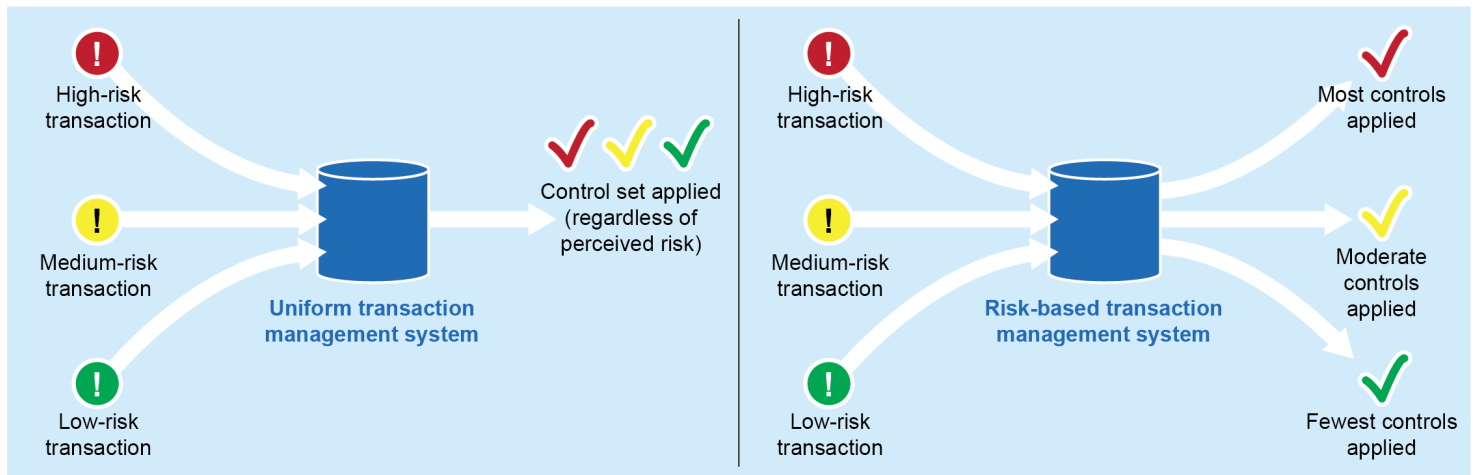 High-risk
transaction
Medium-risk
transaction
Low-risk
transaction
Uniform transaction
management system
Control set applied
(regardless of
perceived risk)
High-risk
transaction
Medium-risk
transaction
Low-risk
transaction
Risk-based transaction
management system
Most controls
applied
Moderate
controls
applied
Fewest controls
applied